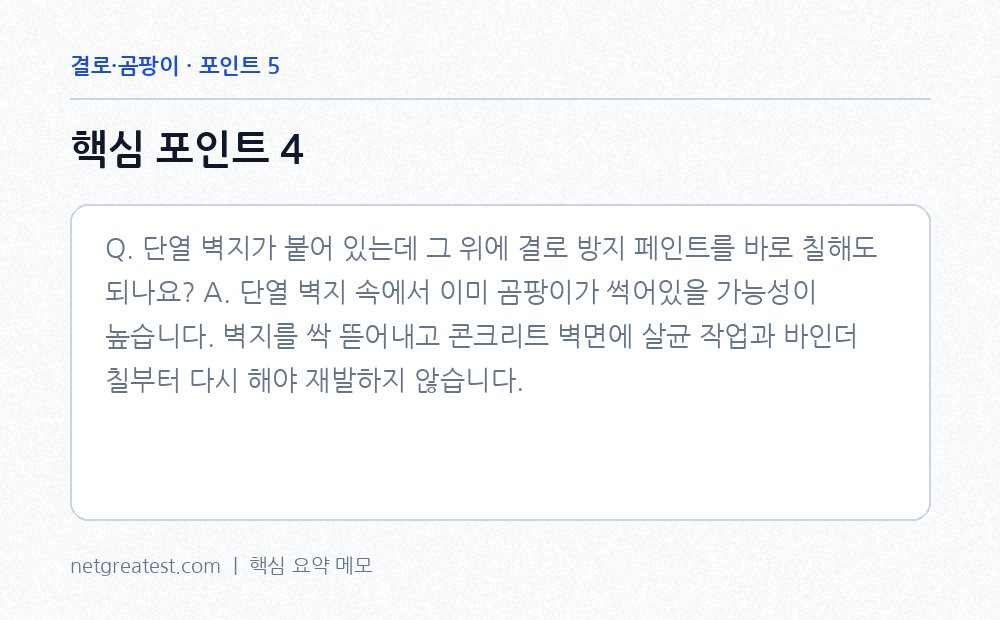 결로·곰팡이 · 포인트 5
핵심 포인트 4
Q. 단열 벽지가 붙어 있는데 그 위에 결로 방지 페인트를 바로 칠해도
되나요? A. 단열 벽지 속에서 이미 곰팡이가 썩어있을 가능성이
높습니다. 벽지를 싹 뜯어내고 콘크리트 벽면에 살균 작업과 바인더
칠부터 다시 해야 재발하지 않습니다.
netgreatest.com | 핵심 요약 메모